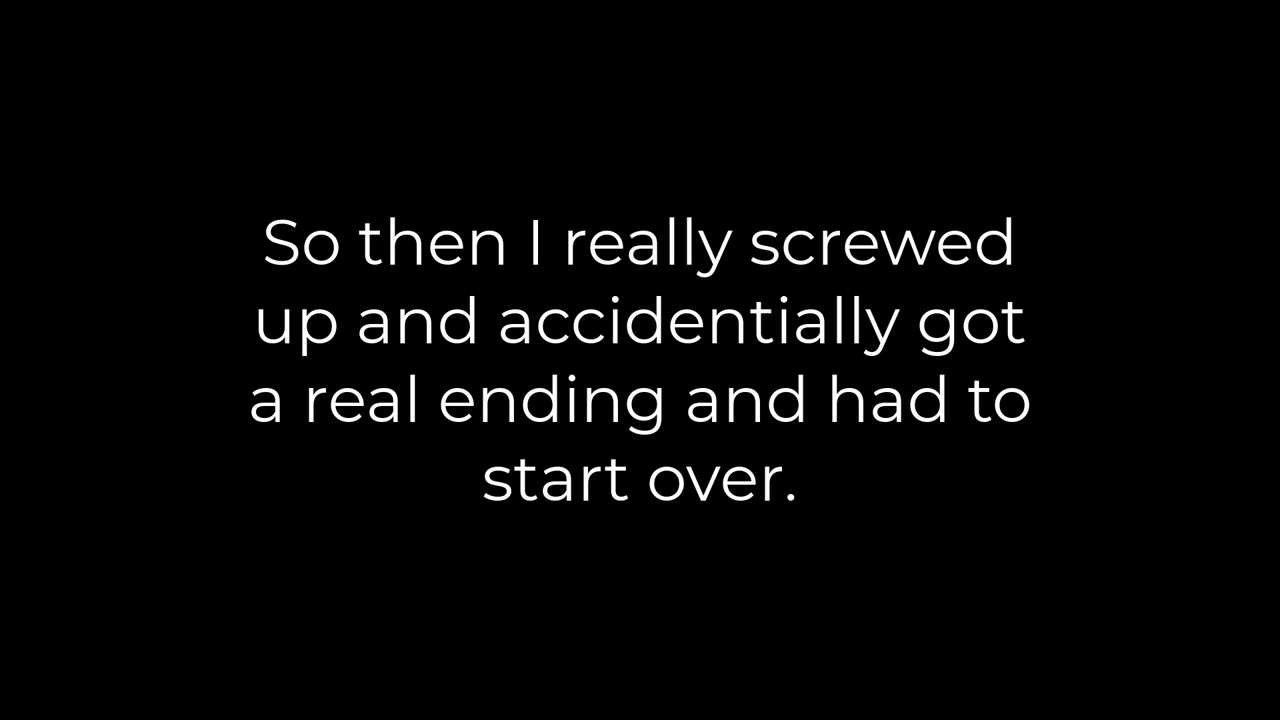 So then I really screwed
up and accidentially got
a real ending and had to
start over.